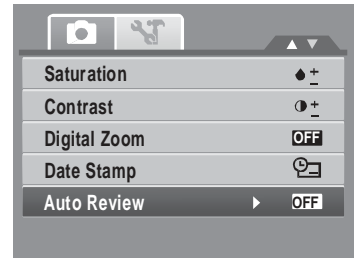 Saturation
Contrast
Digital Zoom OFF
Date Stamp
Auto Review OFF